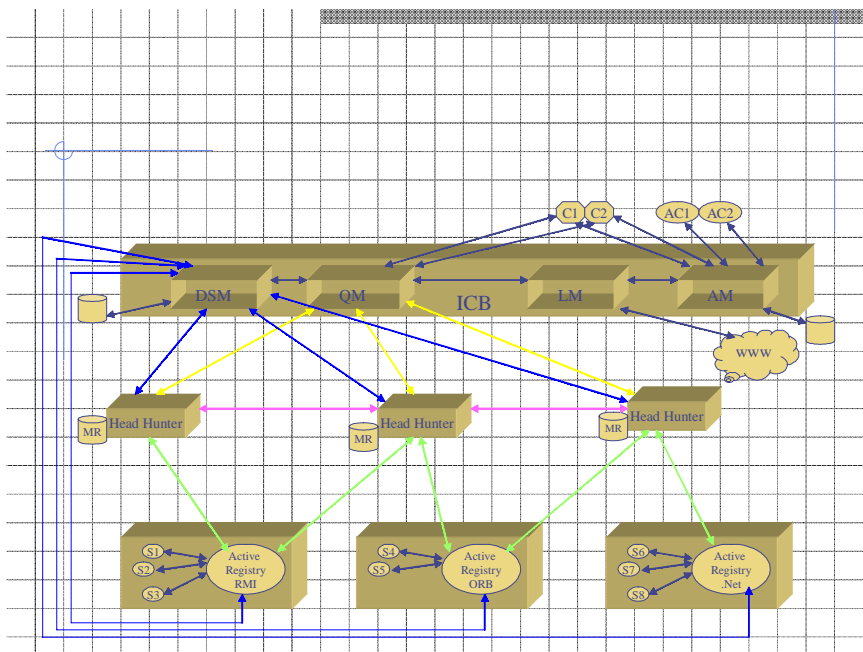 C1 C2 AC1 AC2
DSM QM ICB LM AM
WWW
MR Head Hunter
MR Head Hunter
MR Head Hunter
S1
S2
S3
Active
Registry
RMI
S4
S5
Active
Registry
ORB
S6
S7
S8
Active
Registry
.Net